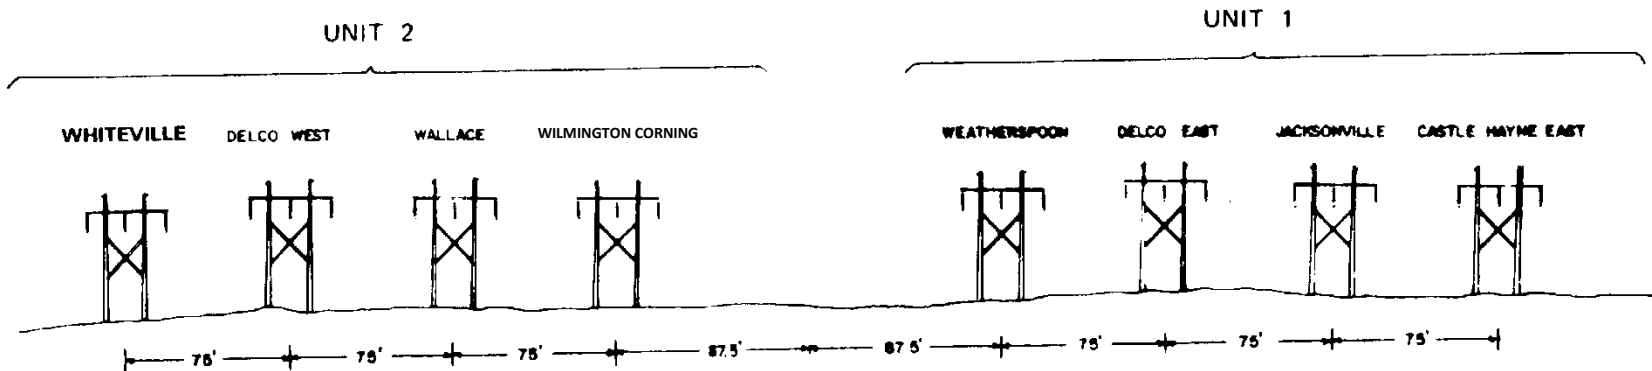 UNIT 2
UNIT 1
WHITEVILLE DELCO WEST WALLACE WILMINGTON CORNING WEATHERSPOON DELCO EAST JACKSONVILLE CASTLE HAYNE EAST
75' 75' 75' 87.5' 87.5' 75' 75' 75'